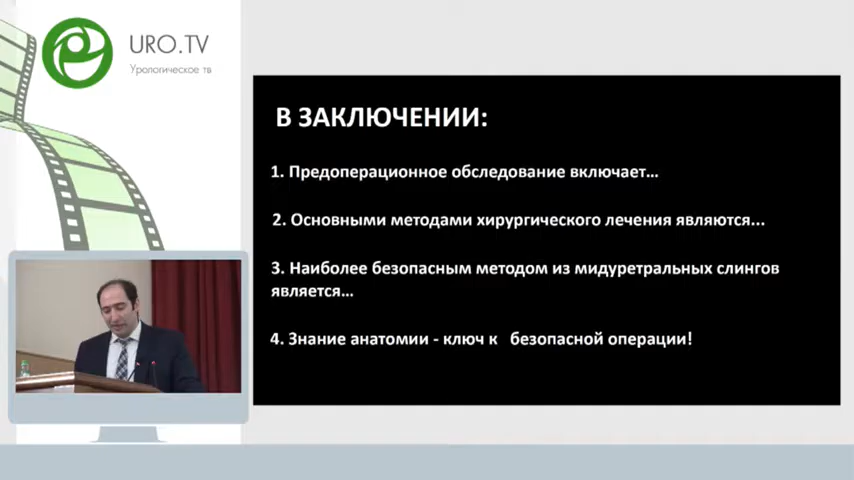 URO.TV
Урологическое тв
В ЗАКЛЮЧЕНИИ:
1. Предоперационное обследование включает...
2. Основными методами хирургического лечения являются...
3. Наиболее безопасным методом из мидуретральных слингов
является...
4. Знание анатомии - ключ к безопасной операции!